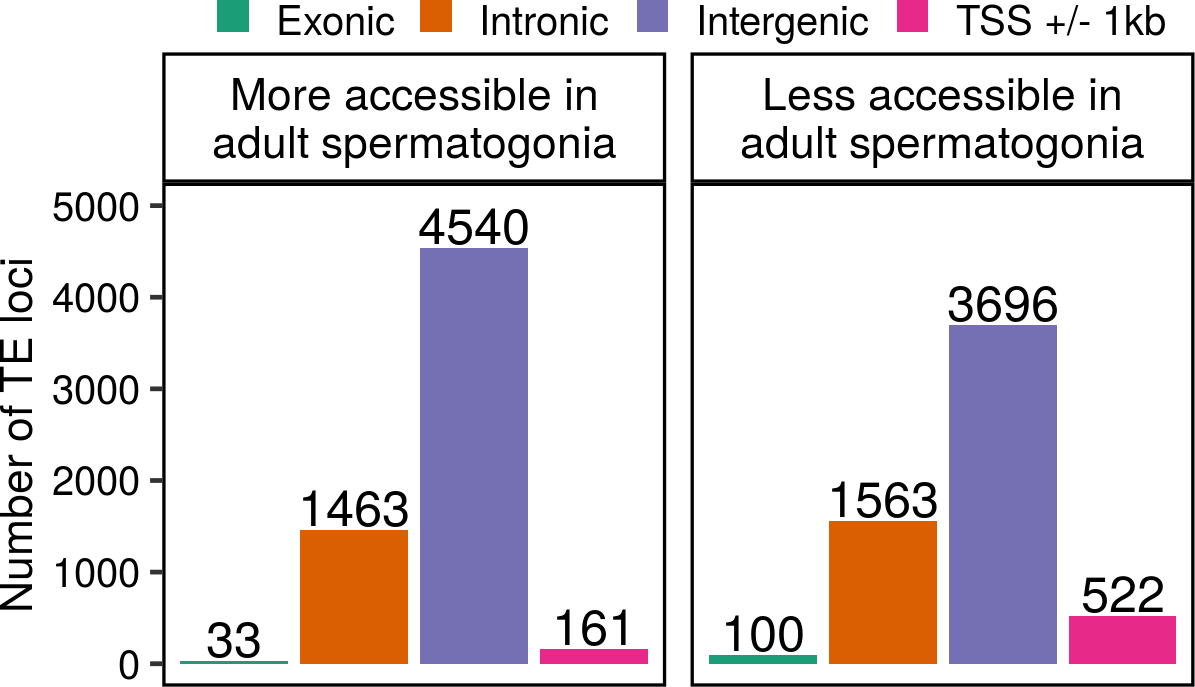 Exonic Intronic Intergenic TSS +/- 1kb
More accessible in
adult spermatogonia
Less accessible in
adult spermatogonia
Number of TE loci
5000
4000
3000
2000
1000
0
33
1463
4540
161
100
1563
3696
522